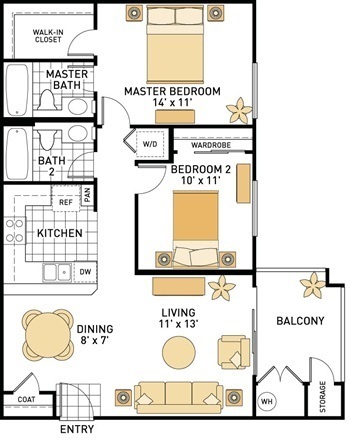 WALK-IN
CLOSET
MASTER
BATH
MASTER BEDROOM
14' x 11'
BATH
2
W/D
WARDROBE
BEDROOM 2
10' x 11'
REF
PAN
KITCHEN
DW
DINING
8' x 7'
LIVING
11' x 13'
BALCONY
COAT
ENTRY
WH
STORAGE